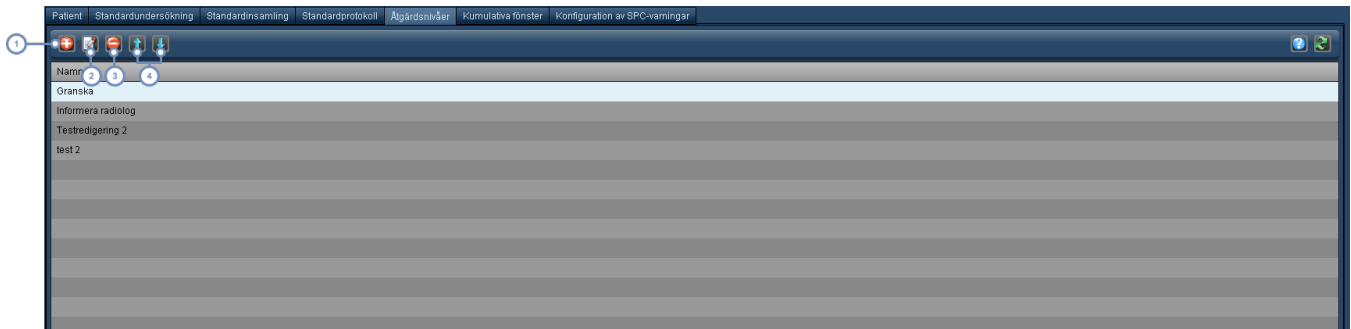 Patient Standardundersökning Standardinsamling Standardprotokoll Åtgärdsnivåer Kumulativa fönster Konfiguration av SPC-varningar
1
2 3 4
Namn
Granska
Informera radiolog
Testredigering 2
test 2